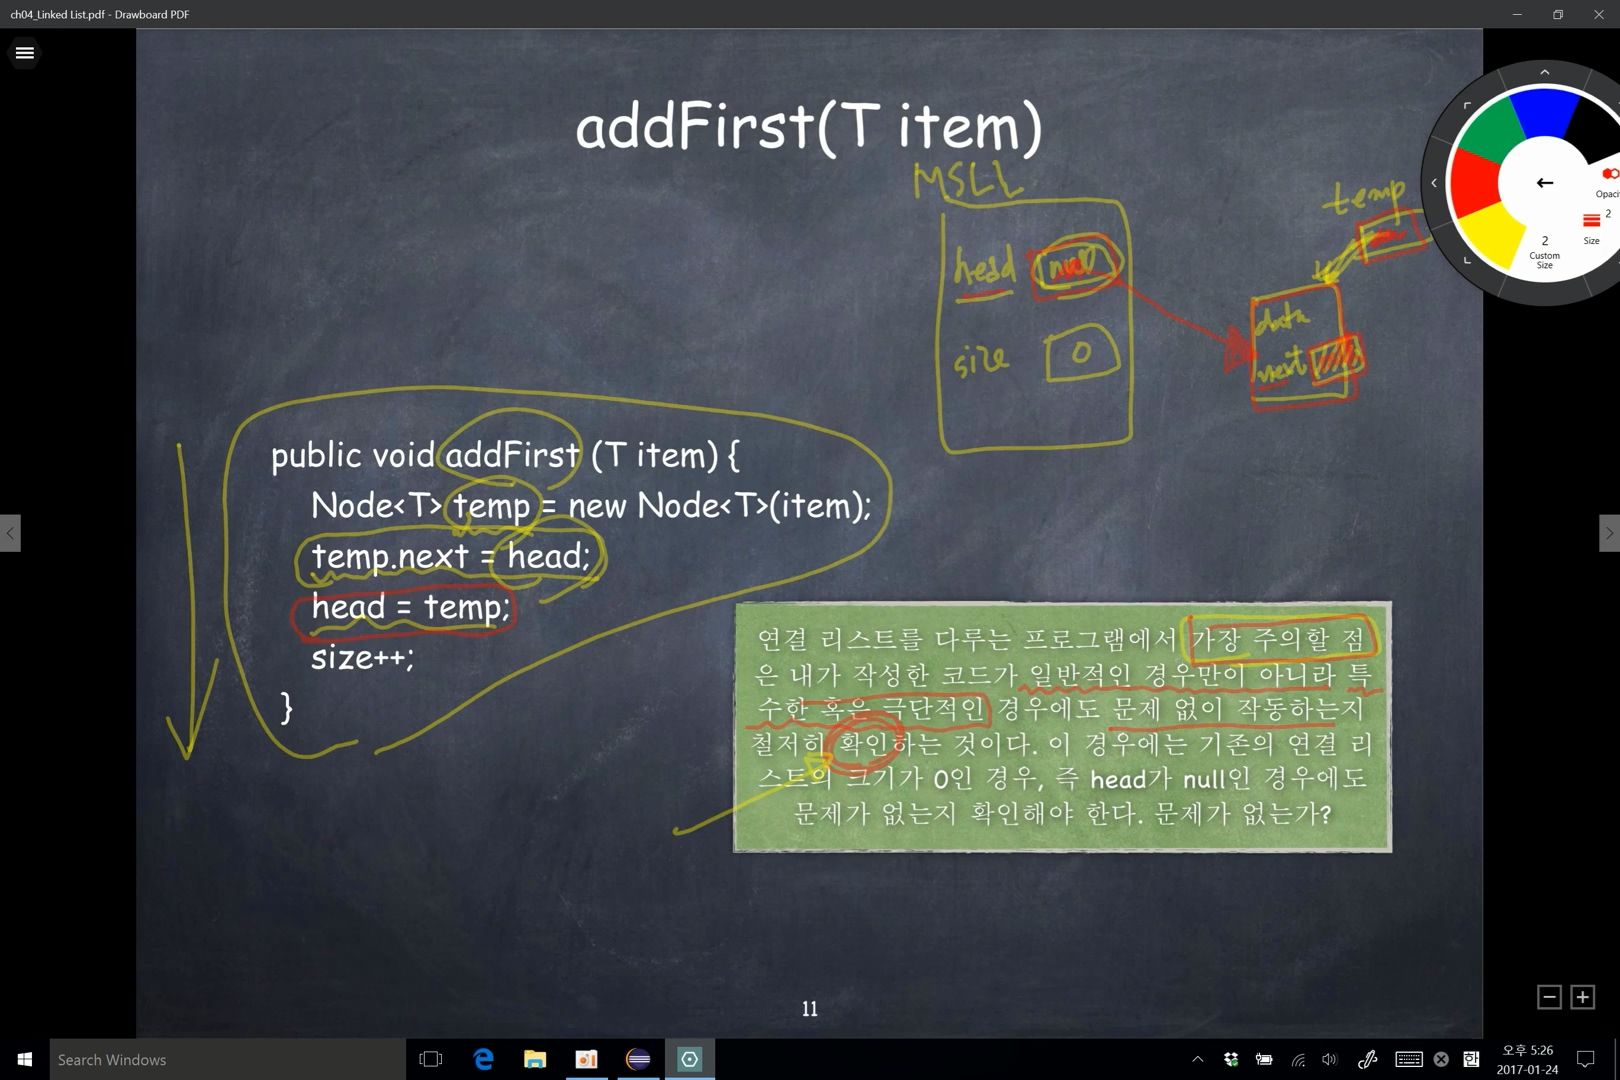 ch04_Linked List.pdf - Drawboard PDF
addFirst(T item)
MSLL
temp
head null
data
size 0
next
Opaci
2
Size
2
Custom
Size
public void addFirst (T item) {
Node<T> temp = new Node<T>(item);
temp.next = head;
head = temp;
size++;
}
연결 리스트를 다루는 프로그램에서 가장 주의할 점
은 내가 작성한 코드가 일반적인 경우만이 아니라 특
수한 혹은 극단적인 경우에도 문제 없이 작동하는지
철저히 확인하는 것이다. 이 경우에는 기존의 연결 리
스트의 크기가 0인 경우, 즉 head가 null인 경우에도
문제가 없는지 확인해야 한다. 문제가 없는가?
11
Search Windows
한
오후 5:26
2017-01-24